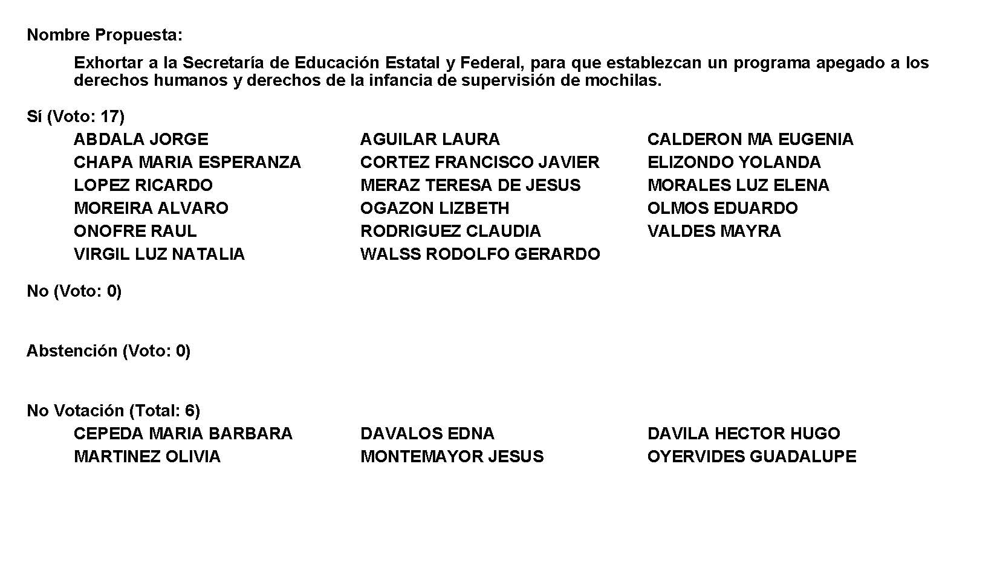 Nombre Propuesta:
Exhortar a la Secretaría de Educación Estatal y Federal, para que establezcan un programa apegado a los
derechos humanos y derechos de la infancia de supervisión de mochilas.
Sí (Voto: 17)
ABDALA JORGE AGUILAR LAURA CALDERON MA EUGENIA
CHAPA MARIA ESPERANZA CORTEZ FRANCISCO JAVIER ELIZONDO YOLANDA
LOPEZ RICARDO MERAZ TERESA DE JESUS MORALES LUZ ELENA
MOREIRA ALVARO OGAZON LIZBETH OLMOS EDUARDO
ONOFRE RAUL RODRIGUEZ CLAUDIA VALDES MAYRA
VIRGIL LUZ NATALIA WALSS RODOLFO GERARDO
No (Voto: 0)
Abstención (Voto: 0)
No Votación (Total: 6)
CEPEDA MARIA BARBARA DAVALOS EDNA DAVILA HECTOR HUGO
MARTINEZ OLIVIA MONTEMAYOR JESUS OYERVIDES GUADALUPE